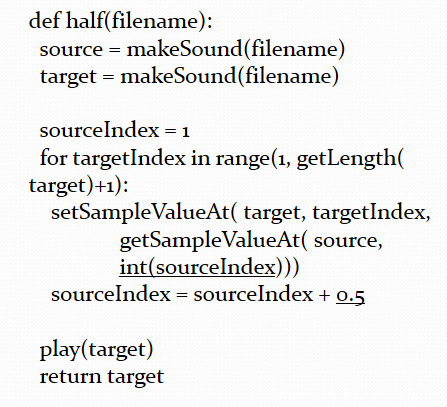 def half(filename):
source = makeSound(filename)
target = makeSound(filename)
sourceIndex = 1
for targetIndex in range(1, getLength(
target)+1):
setSampleValueAt( target, targetIndex,
getSampleValueAt( source,
int(sourceIndex)))
sourceIndex = sourceIndex + 0.5
play(target)
return target